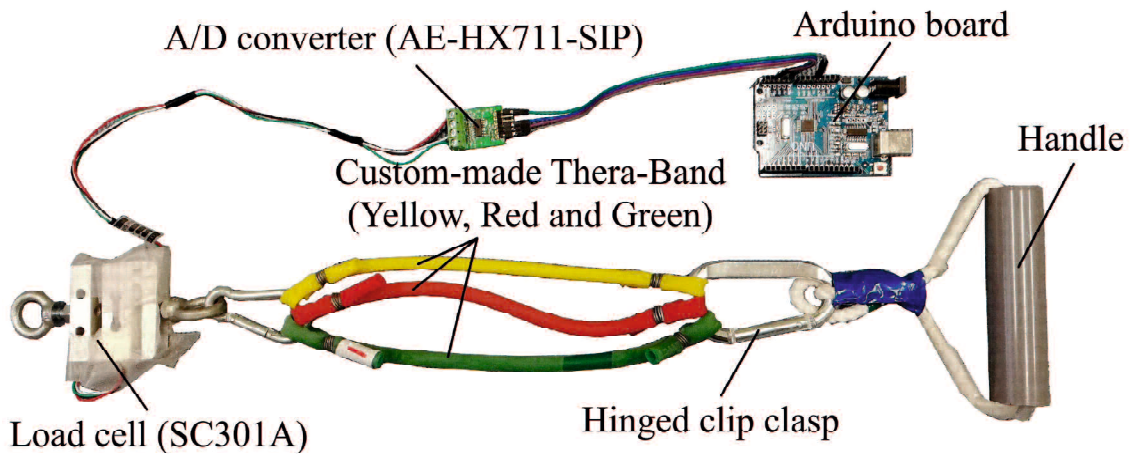 A/D converter (AE-HX711-SIP)
Arduino board
Custom-made Thera-Band
(Yellow, Red and Green)
Handle
UNO
Load cell (SC301A)
Hinged clip clasp